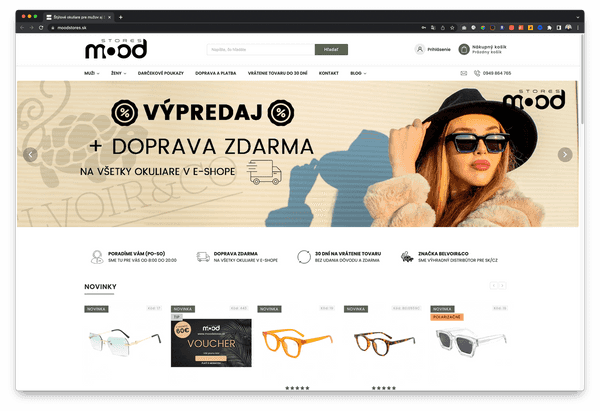 Štýlové okuliare pre mužov a
moodstores.sk
STORES
mood
Napíšte, čo hľadáte
Hľadať
Prihlásenie
Nákupný košík
Prázdny košík
MUŽI
ŽENY
DARČEKOVÉ POUKAZY
DOPRAVA A PLATBA
VRÁTENIE TOVARU DO 30 DNÍ
KONTAKT
BLOG
0949 664 765
STORES
mood
VÝPREDAJ
+ DOPRAVA ZDARMA
NA VŠETKY OKULIARE V E-SHOPE
BELVOIR&CO
PORADÍME VÁM (PO-SO)
SME TU PRE VÁS OD 8:00 DO 20:00
DOPRAVA ZDARMA
NA VŠETKY OKULIARE V E-SHOPE
30 DNÍ NA VRÁTENIE TOVARU
BEZ UDANIA DÔVODU A ZDARMA
ZNAČKA BELVOIR&CO
SME VÝHRADNÝ DISTRIBÚTOR PRE SK/CZ
NOVINKY
NOVINKA
NOVINKA
TIP
60€
mood
VOUCHER
NOVINKA
NOVINKA
NOVINKA
POLARIZAČNÉ